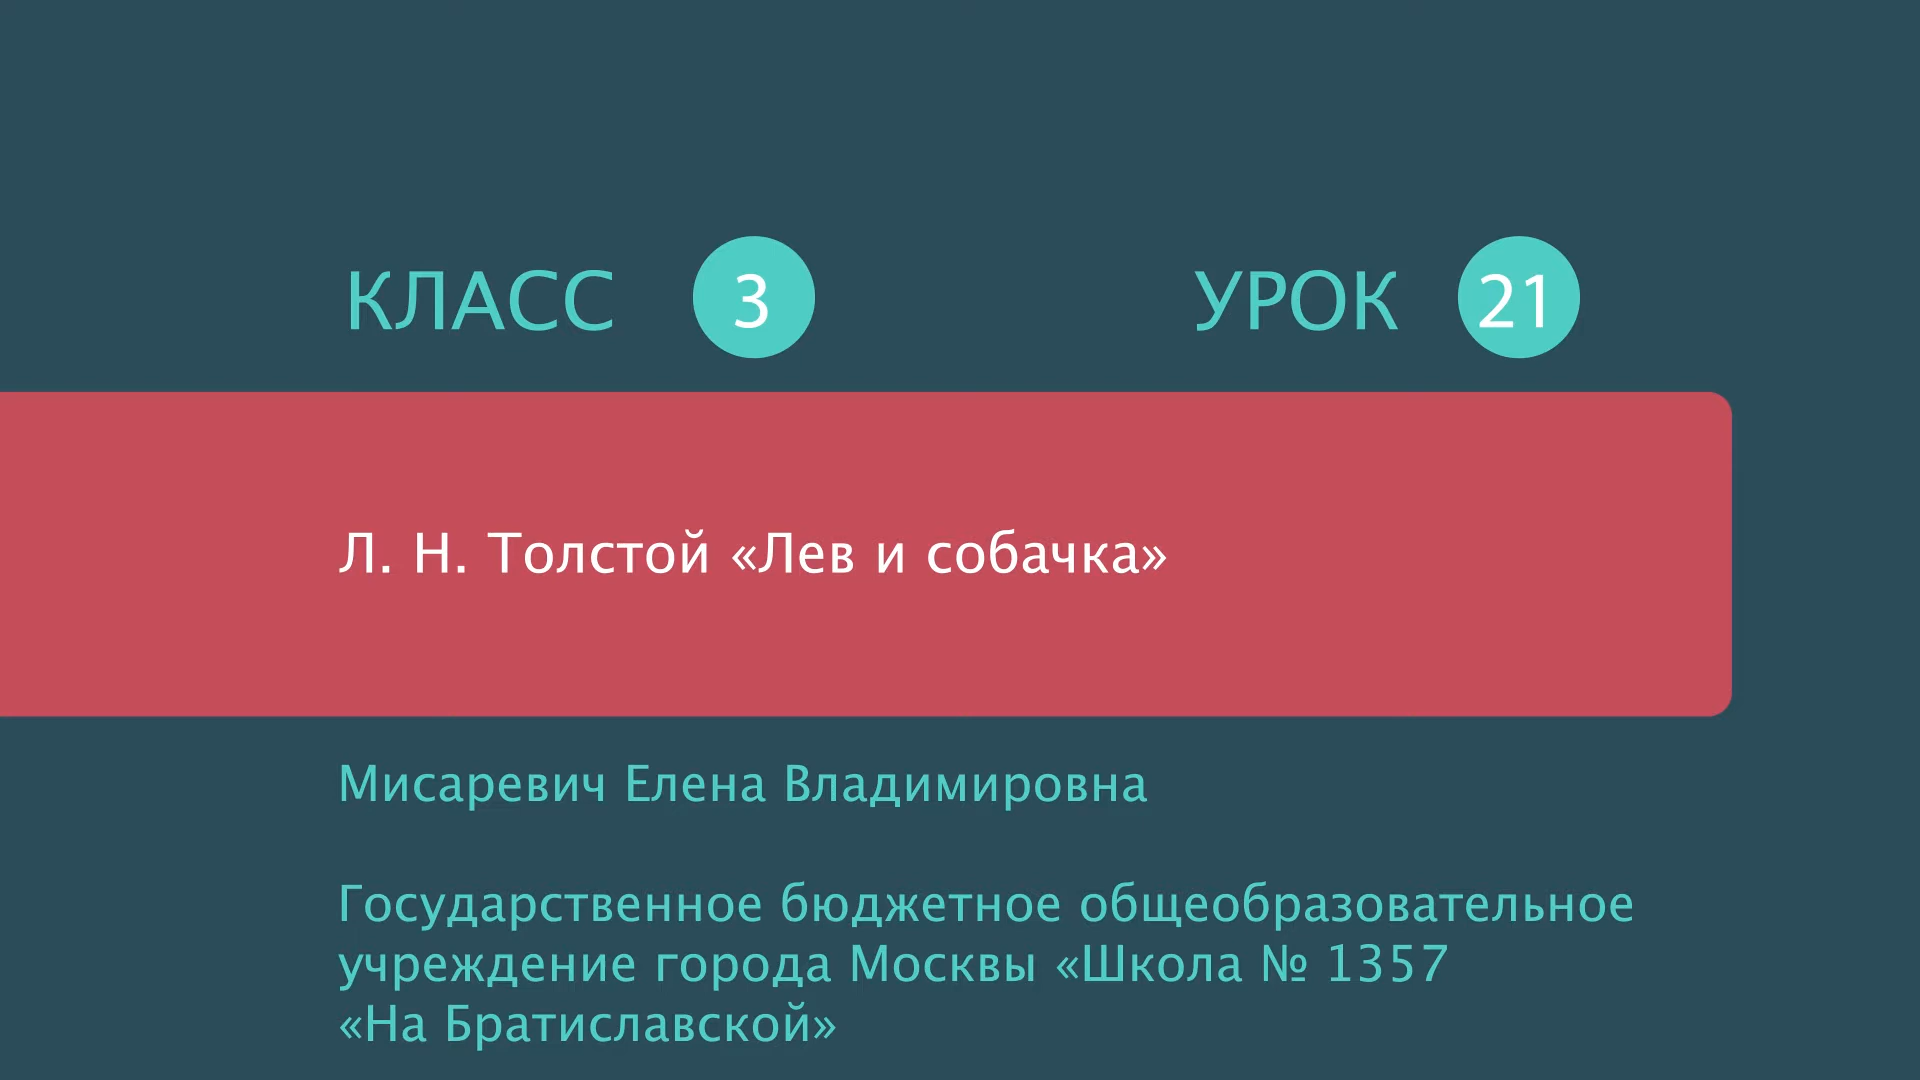 КЛАСС 3 УРОК 21
Л. Н. Толстой «Лев и собачка»
Мисаревич Елена Владимировна
Государственное бюджетное общеобразовательное
учреждение города Москвы «Школа № 1357
«На Братиславской»